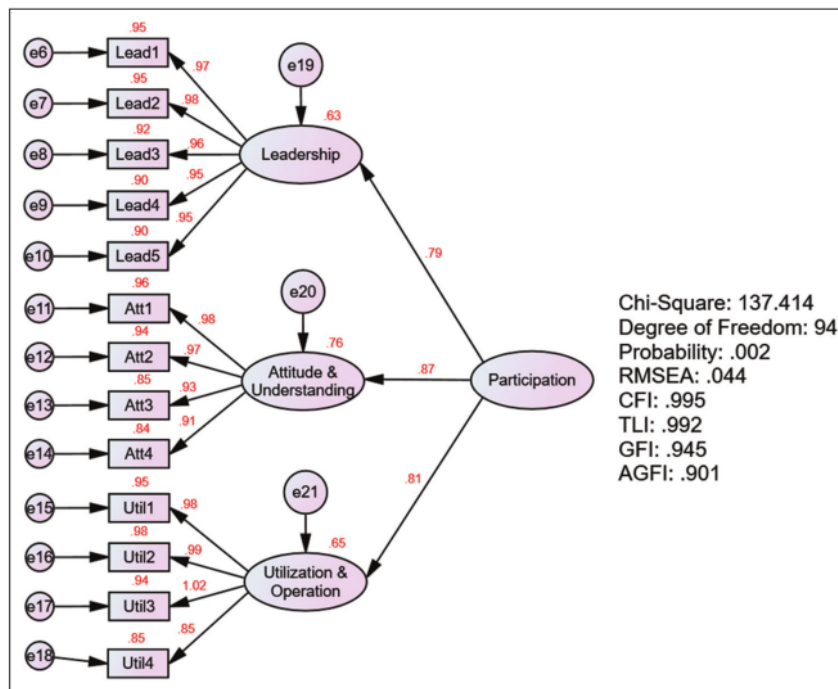 .95
e6
Lead1
.97
e19
.95
e7
Lead2
.98
.63
.92
e8
Lead3
.96
Leadership
.90
e9
Lead4
.95
.90
.95
e10
Lead5
.79
.96
e11
Att1
.98
e20
.94
e12
Att2
.97
.76
.85
e13
Att3
.93
Attitude &
Understanding
.87
Participation
.84
e14
Att4
.91
.95
e15
Util1
.98
e21
.81
.98
e16
Util2
.99
.65
.94
e17
Util3
1.02
Utilization &
Operation
.85
e18
Util4
.85
Chi-Square: 137.414
Degree of Freedom: 94
Probability: .002
RMSEA: .044
CFI: .995
TLI: .992
GFI: .945
AGFI: .901